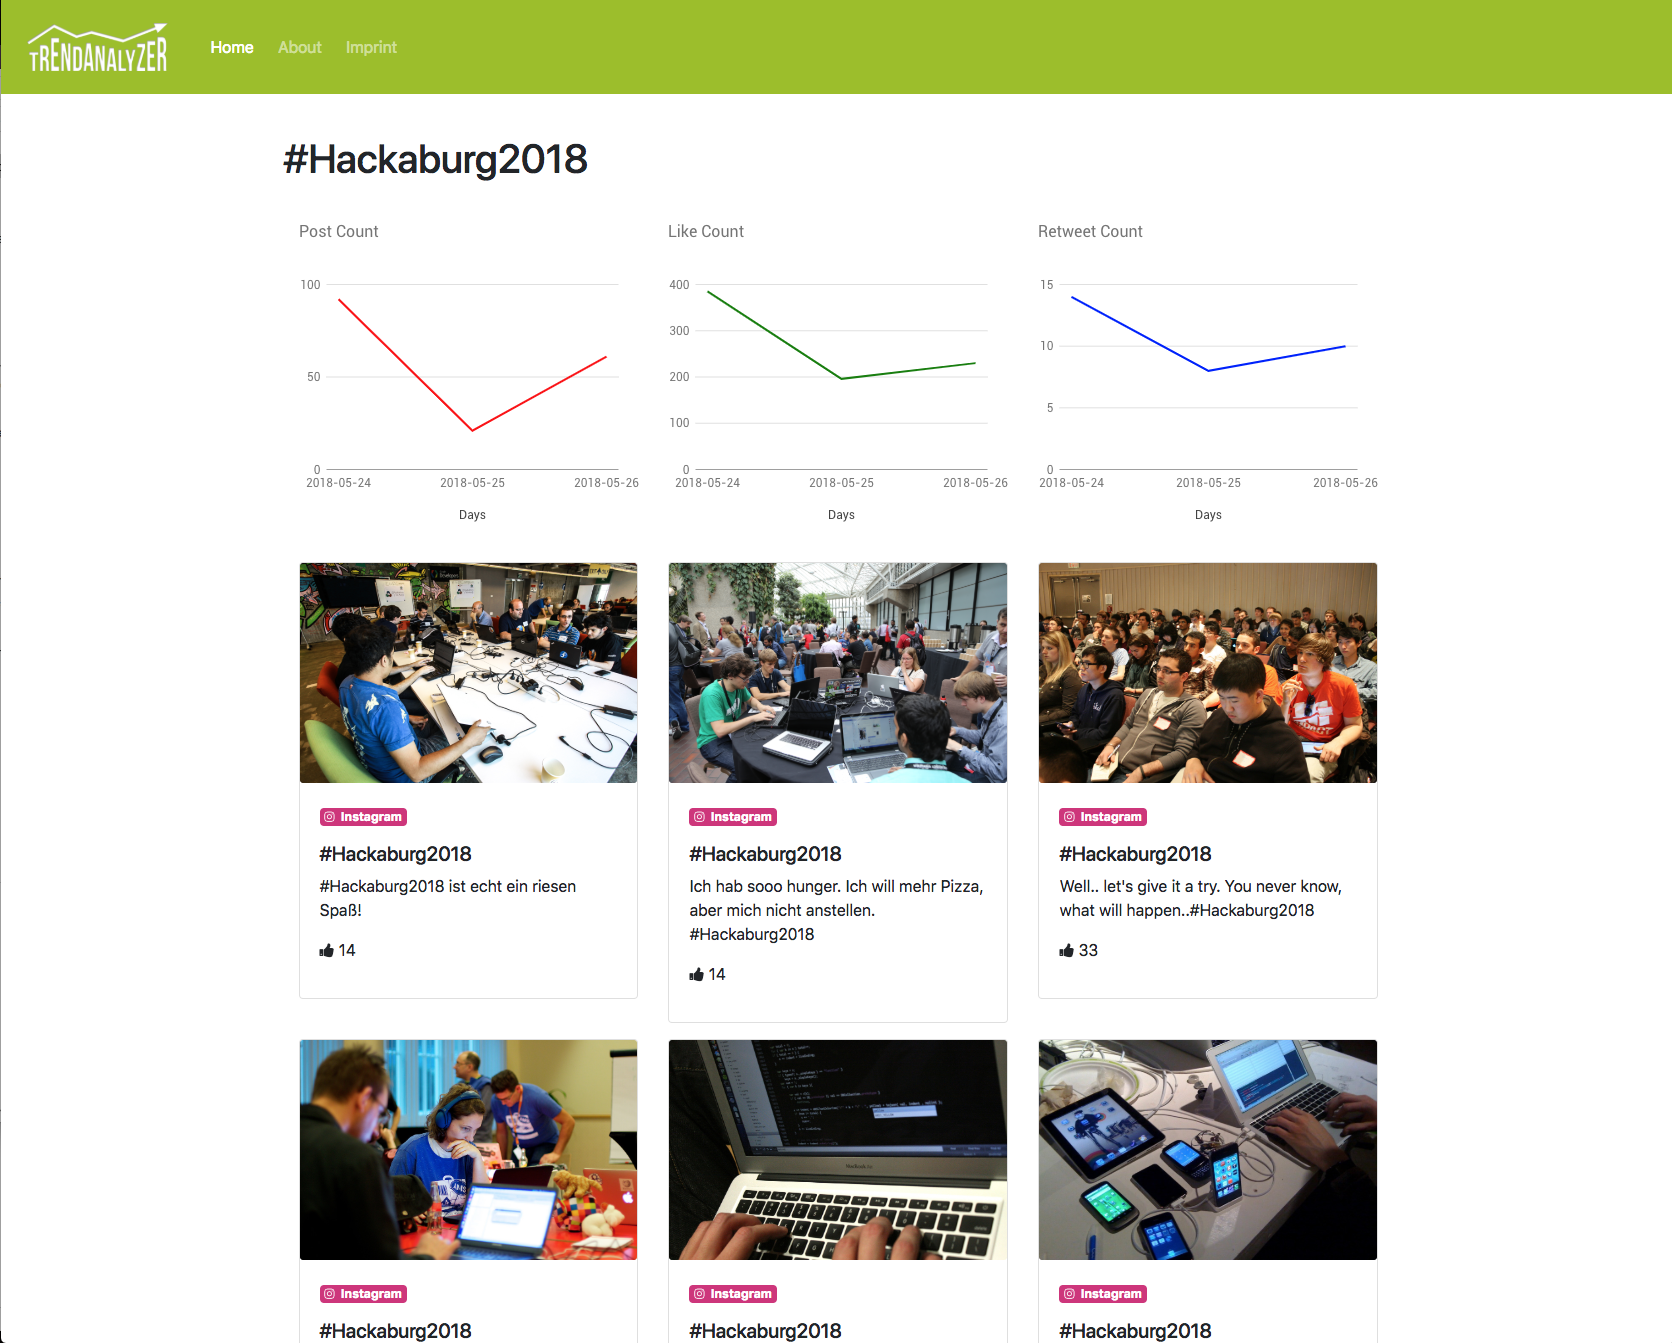 TRENDANALYZER
Home About Imprint
#Hackaburg2018
Post Count
100
50
0
2018-05-24 2018-05-25 2018-05-26
Days
Like Count
400
300
200
100
0
2018-05-24 2018-05-25 2018-05-26
Days
Retweet Count
15
10
5
0
2018-05-24 2018-05-25 2018-05-26
Days
Instagram
#Hackaburg2018
#Hackaburg2018 ist echt ein riesen
Spaß!
14
Instagram
#Hackaburg2018
Ich hab sooo hunger. Ich will mehr Pizza,
aber mich nicht anstellen.
#Hackaburg2018
14
Instagram
#Hackaburg2018
Well.. let's give it a try. You never know,
what will happen..#Hackaburg2018
33
Instagram
#Hackaburg2018
Instagram
#Hackaburg2018
Instagram
#Hackaburg2018